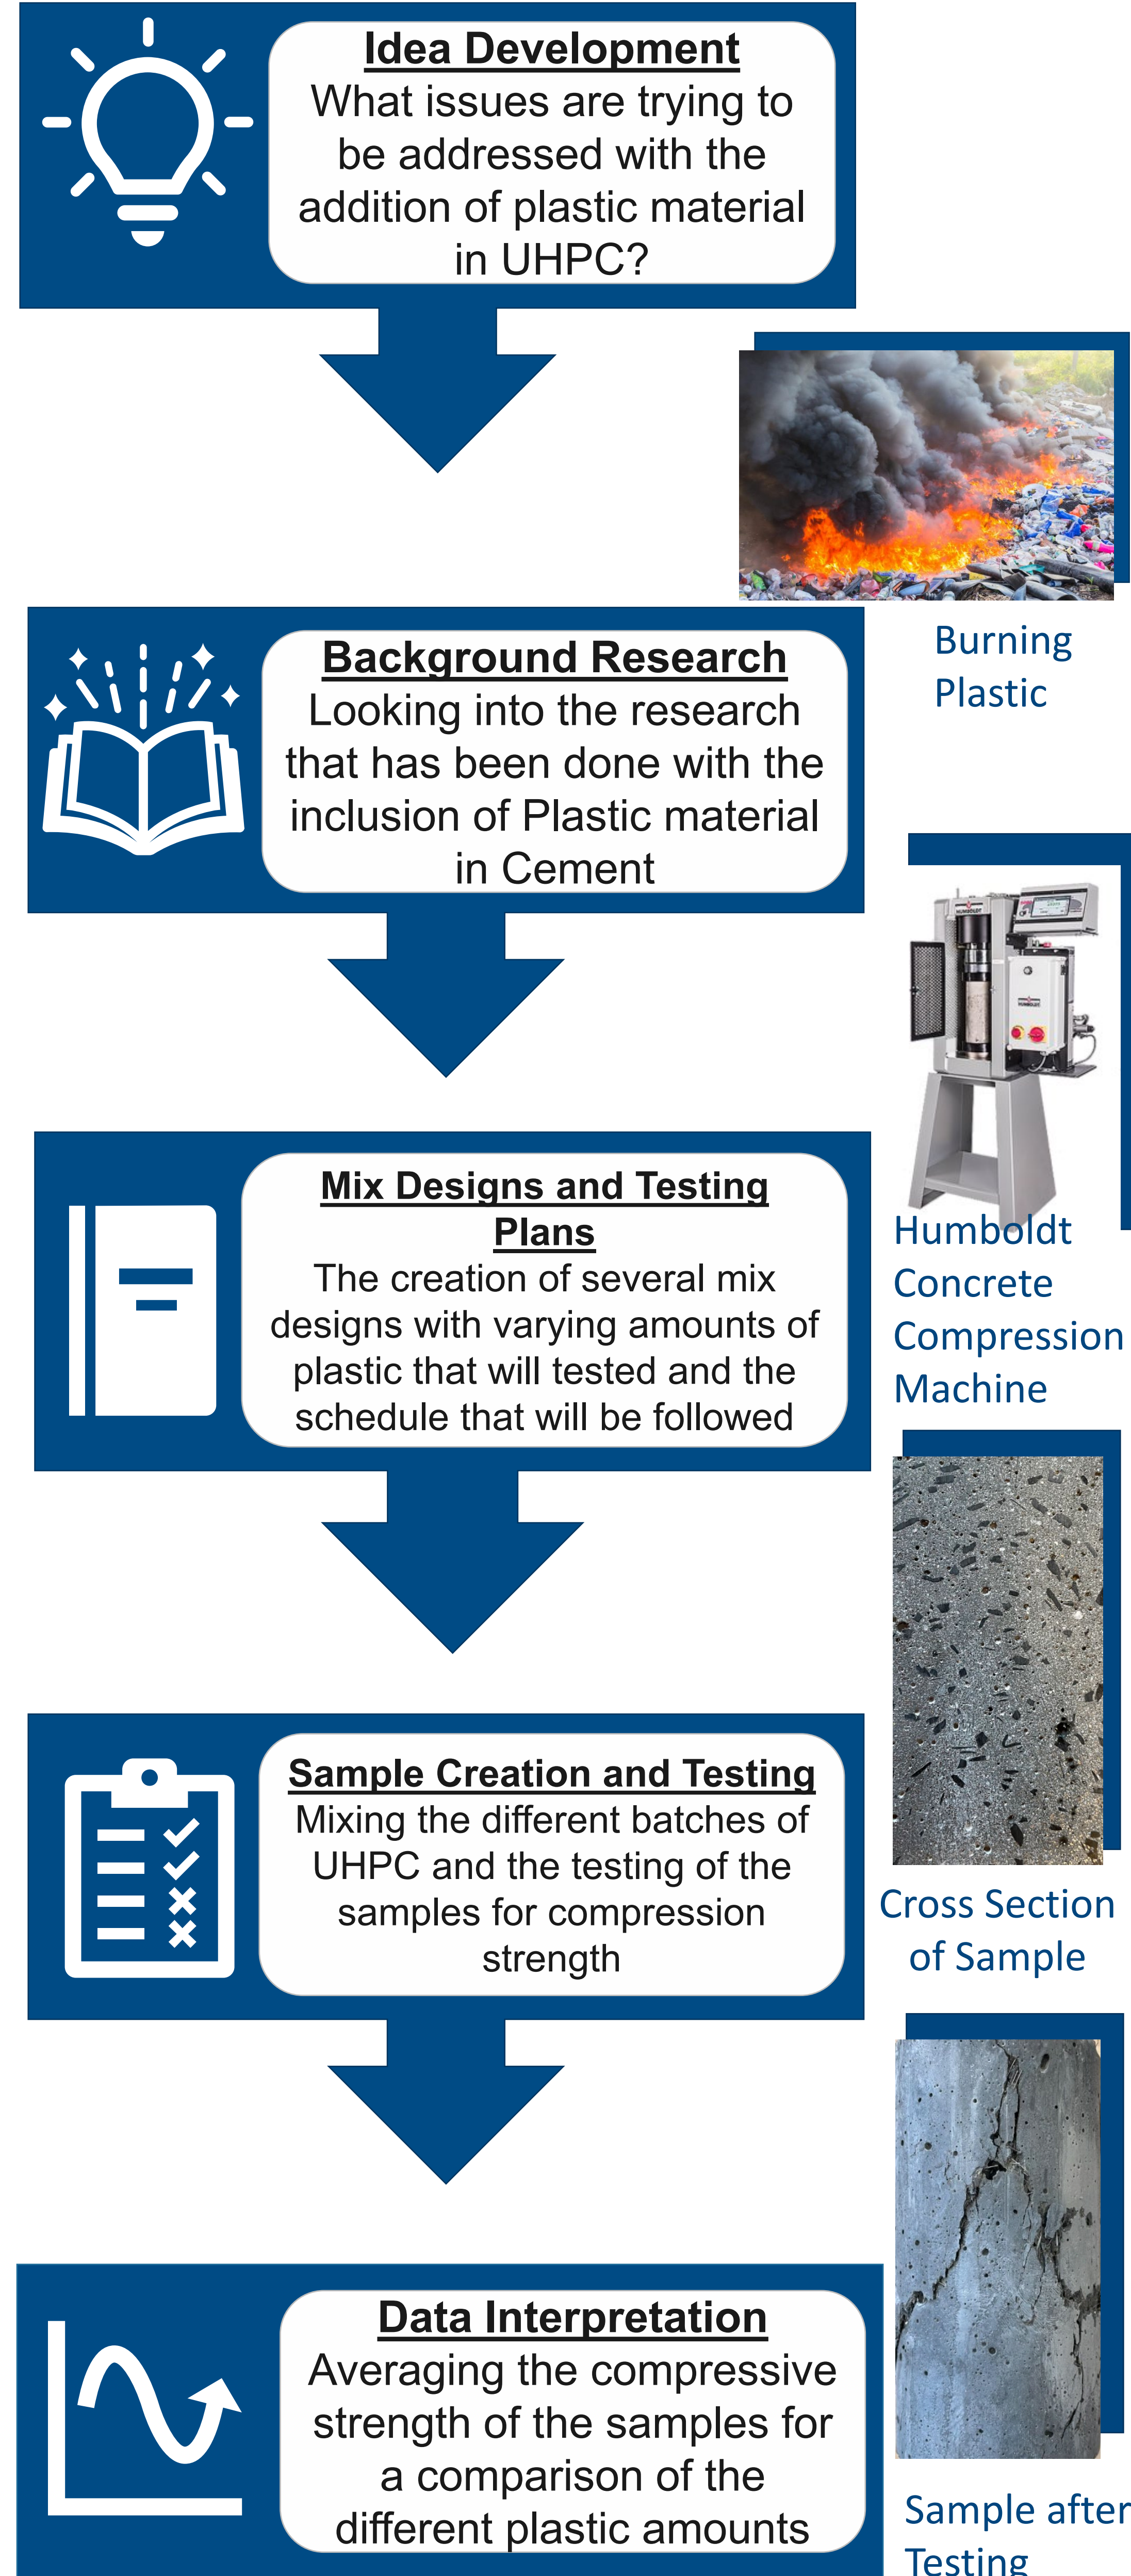 Idea Development
What issues are trying to
be addressed with the
addition of plastic material
in UHPC?
Burning
Plastic
Background Research
Looking into the research
that has been done with the
inclusion of Plastic material
in Cement
HUMBOLDT
HUMBOLDT
Humboldt
Concrete
Compression
Machine
Mix Designs and Testing
Plans
The creation of several mix
designs with varying amounts of
plastic that will tested and the
schedule that will be followed
Cross Section
of Sample
Sample Creation and Testing
Mixing the different batches of
UHPC and the testing of the
samples for compression
strength
Data Interpretation
Averaging the compressive
strength of the samples for
a comparison of the
different plastic amounts
Sample after
Testing